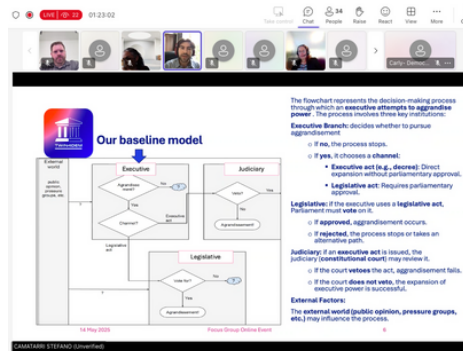 LIVE
32
01:23:02
Take control
Chat
34
People
Raise
React
View
More
Carly - Democ...
TWIN4DEM
Our baseline model
The flowchart represents the decision-making process
through which an executive attempts to aggrandise
power . The process involves three key institutions:
Executive Branch: decides whether to pursue
aggrandisement
o If no, the process stops.
o If yes, it chooses a channel:
• Executive act (e.g., decree): Direct
expansion without parliamentary approval.
• Legislative act: Requires parliamentary
approval.
Legislative: if the executive uses a legislative act,
Parliament must vote on it.
o If approved, aggrandisement occurs.
o If rejected, the process stops or takes an
alternative path.
Judiciary: if an executive act is issued, the
judiciary (constitutional court) may review it.
o If the court vetoes the act, aggrandisement fails.
o If the court does not veto, the expansion of
executive power is successful.
External Factors:
The external world (public opinion, pressure groups,
etc.) may influence the process.
External
world
public
opinion,
pressure
groups, etc.
Executive
Aggrandise
more?
No
?
Yes
Channel?
Executive
act
Legislative
act
Judiciary
Veto?
Yes
?
No
Aggrandisement!
Legislative
Vote for?
No
?
Yes
Aggrandisement!
14 May 2025
Focus Group Online Event
6
CAMATARRI STEFANO (Unverified)